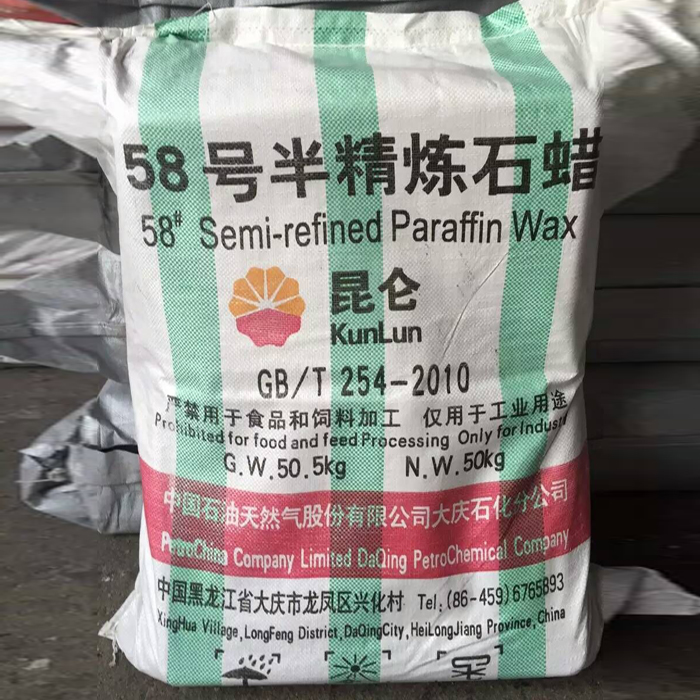 58号半精炼石蜡
58# Semi-refined Paraffin Wax
昆仑
KunLun
GB/T 254-2010
严禁用于食品和饲料加工 仅用于工业用途
Prohibited for food and feed Processing Only for Industr
G.W.50.5kg N.W.50kg
中国石油天然气股份有限公司大庆石化分公司
PetroChina Company Limited DaQing PetroChemical Company
中国黑龙江省大庆市龙凤区兴化村 Tel:(86-459)6765893
XingHua Village,LongFeng District,DaQingCity,HeiLongJiang Province,China